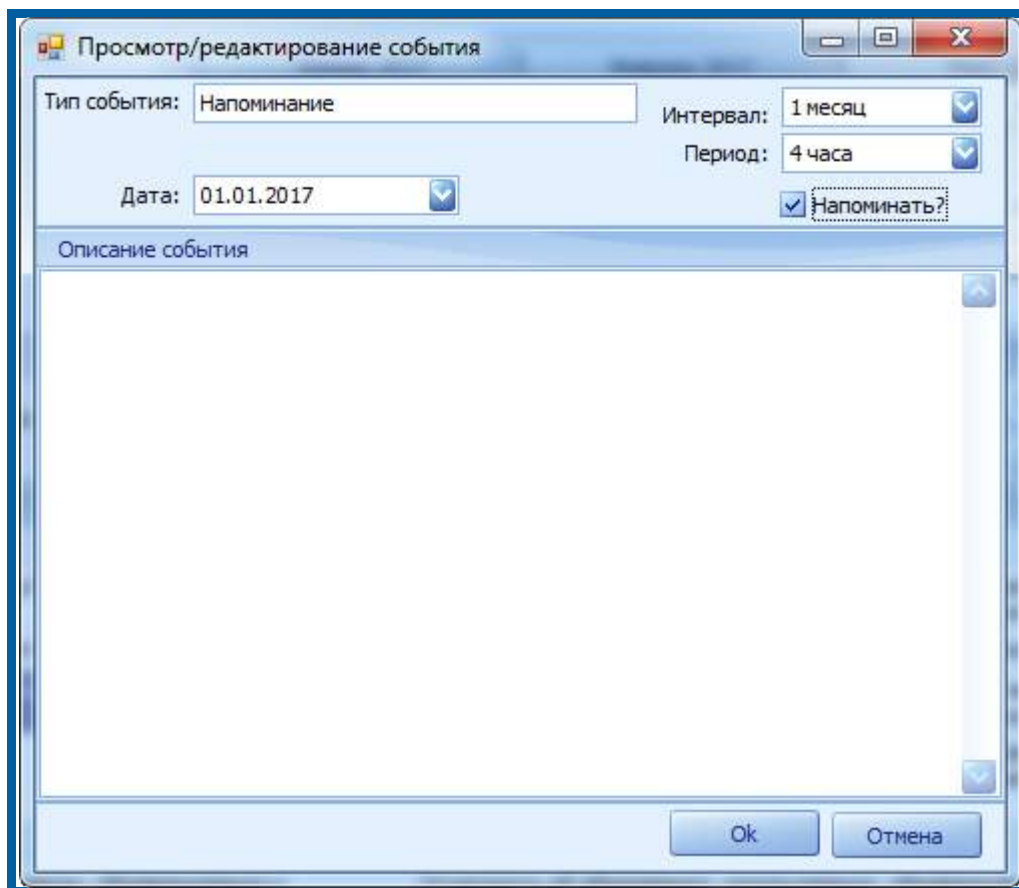 Просмотр/редактирование события
Тип события: Напоминание
Интервал: 1 месяц
Период: 4 часа
Дата: 01.01.2017
Напоминать?
Описание события
Ok Отмена